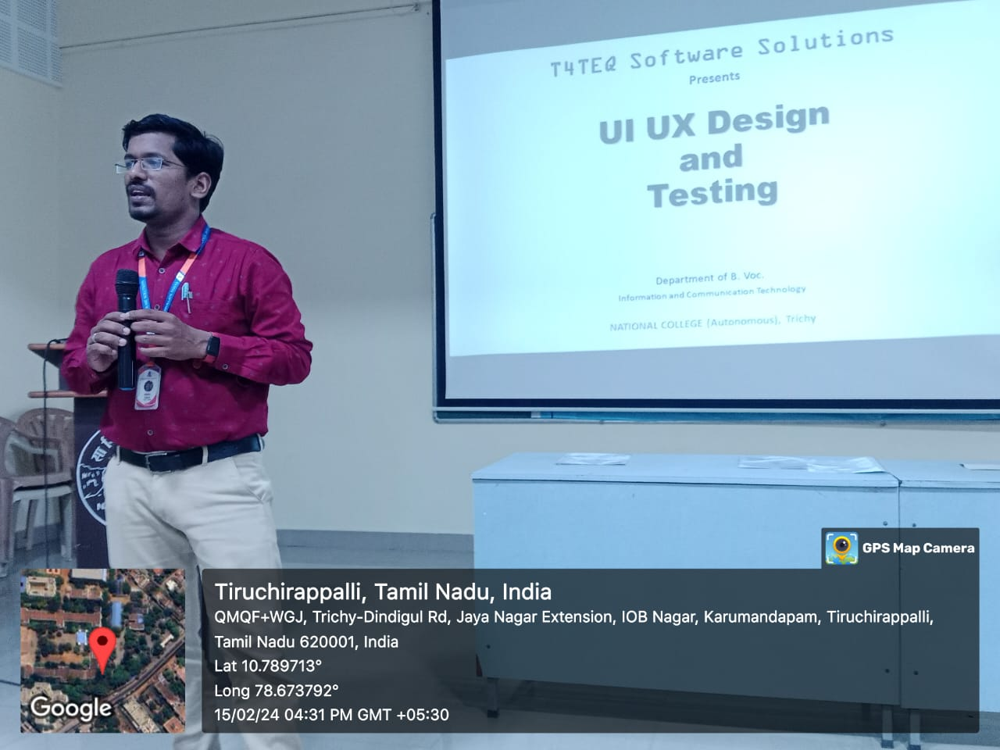 T4TEQ Software Solutions
Presents
UI UX Design
and
Testing
Department of B. Voc.
Information and Communication Technology
NATIONAL COLLEGE (Autonomous), Trichy
GPS Map Camera
Tiruchirappalli, Tamil Nadu, India
QMQF+WGJ, Trichy-Dindigul Rd, Jaya Nagar Extension, IOB Nagar, Karumandapam, Tiruchirappalli,
Tamil Nadu 620001, India
Lat 10.789713°
Long 78.673792°
15/02/24 04:31 PM GMT +05:30
Google